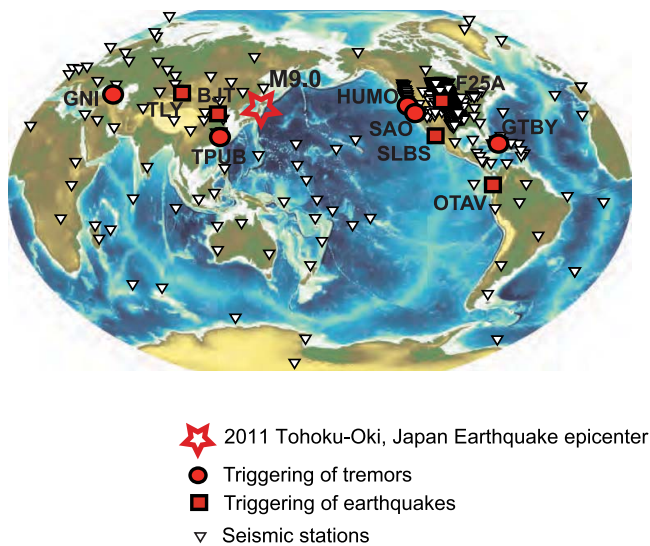 M9.0
F25A
GNI
TLY
BJT
HUMO
SAO
GTBY
TPUB
SLBS
OTAV
2011 Tohoku-Oki, Japan Earthquake epicenter
Triggering of tremors
Triggering of earthquakes
Seismic stations